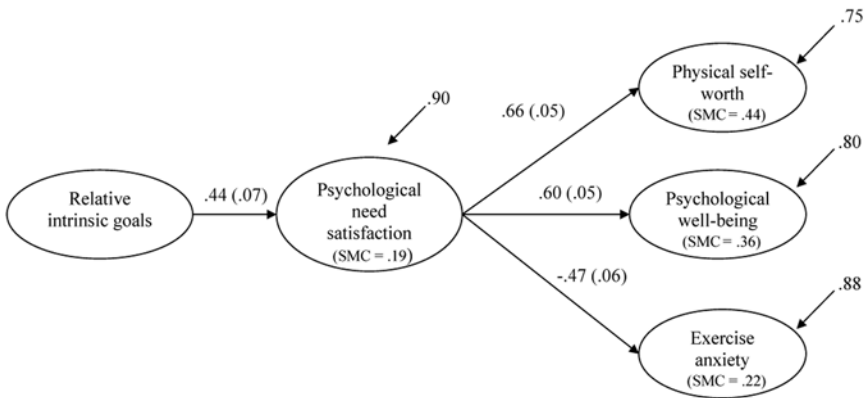 .75
Physical self-
worth
(SMC = .44)
.90
.66 (.05)
.80
Relative
intrinsic goals
.44 (.07)
Psychological
need
satisfaction
(SMC = .19)
.60 (.05)
Psychological
well-being
(SMC = .36)
-.47 (.06)
.88
Exercise
anxiety
(SMC = .22)